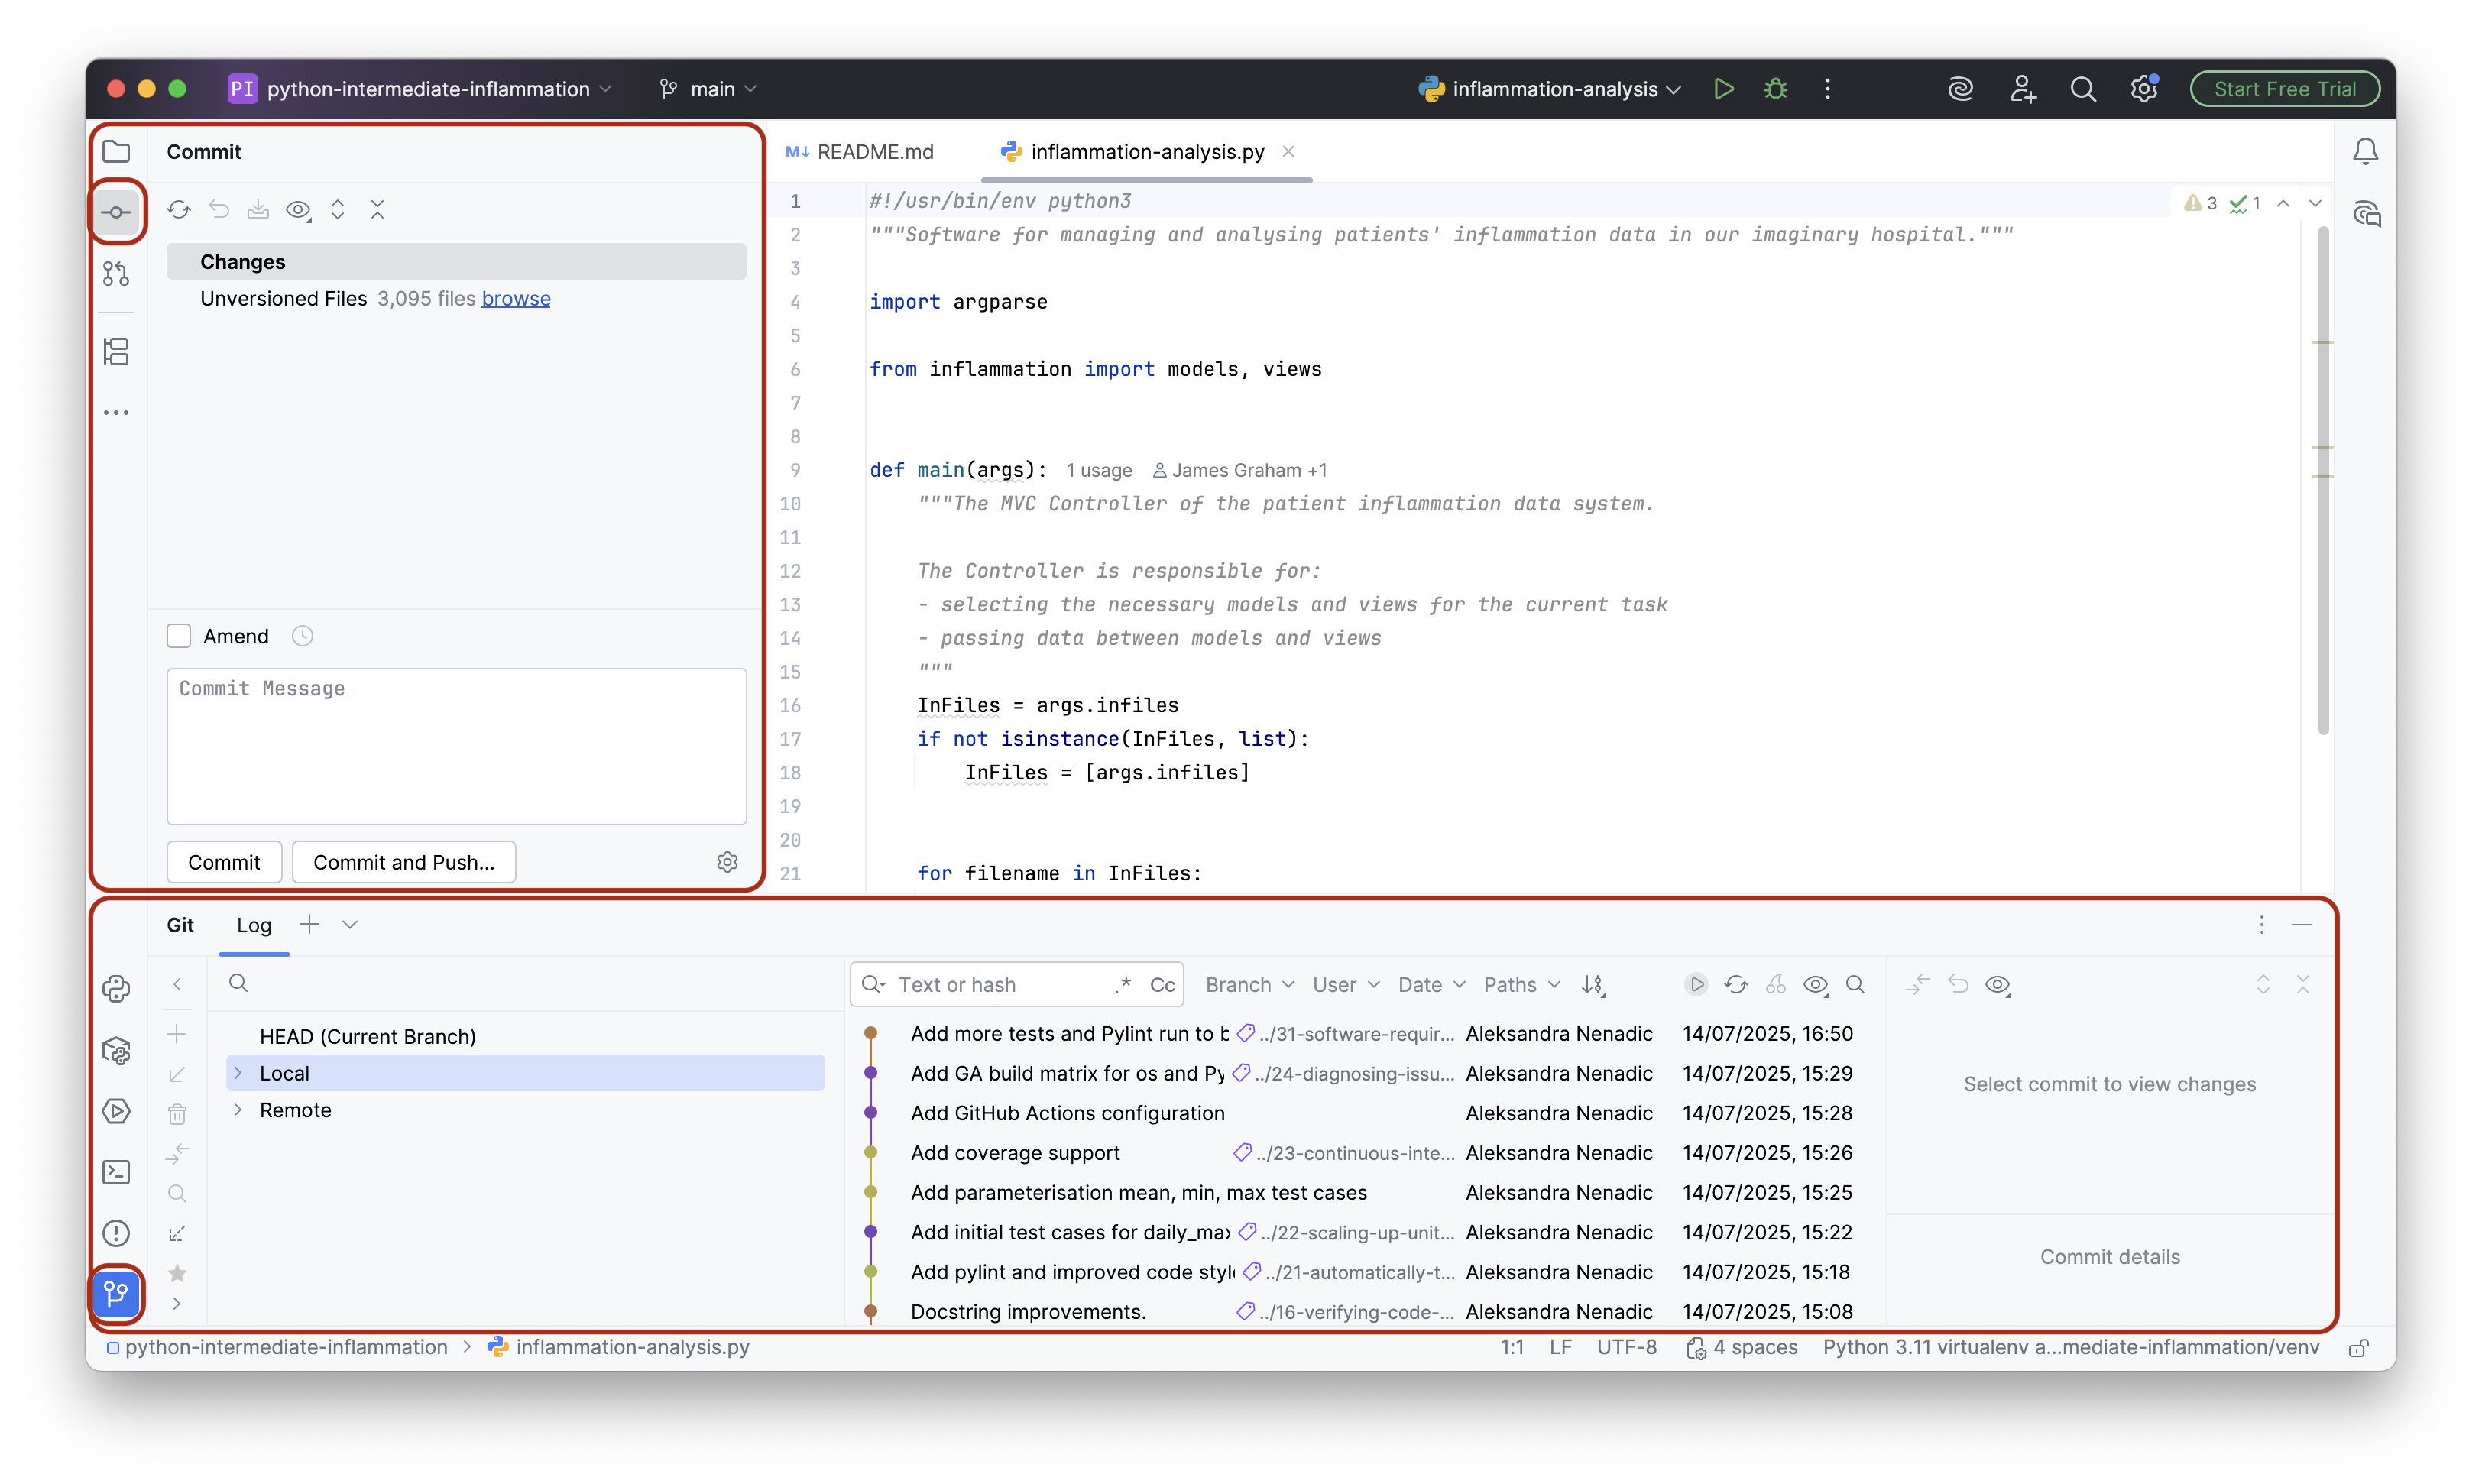 PI python-intermediate-inflammation main inflammation-analysis Start Free Trial
Commit
Changes
Unversioned Files 3,095 files browse
Amend
Commit Message
Commit Commit and Push...
M↓ README.md inflammation-analysis.py
3 1
1 #!/usr/bin/env python3
2 """Software for managing and analysing patients' inflammation data in our imaginary hospital."""
3
4 import argparse
5
6 from inflammation import models, views
7
8
9 def main(args): 1 usage James Graham +1
10 """The MVC Controller of the patient inflammation data system.
11
12 The Controller is responsible for:
13 - selecting the necessary models and views for the current task
14 - passing data between models and views
15 """
16 InFiles = args.infiles
17 if not isinstance(InFiles, list):
18 InFiles = [args.infiles]
19
20
21 for filename in InFiles:
Git Log
HEAD (Current Branch)
Local
Remote
Text or hash .* Cc Branch User Date Paths
Add more tests and Pylint run to b ../31-software-requir... Aleksandra Nenadic 14/07/2025, 16:50
Add GA build matrix for os and Py ../24-diagnosing-issu... Aleksandra Nenadic 14/07/2025, 15:29
Add GitHub Actions configuration Aleksandra Nenadic 14/07/2025, 15:28
Add coverage support ../23-continuous-inte... Aleksandra Nenadic 14/07/2025, 15:26
Add parameterisation mean, min, max test cases Aleksandra Nenadic 14/07/2025, 15:25
Add initial test cases for daily_max ../22-scaling-up-unit... Aleksandra Nenadic 14/07/2025, 15:22
Add pylint and improved code style ../21-automatically-t... Aleksandra Nenadic 14/07/2025, 15:18
Docstring improvements. ../16-verifying-code-... Aleksandra Nenadic 14/07/2025, 15:08
Select commit to view changes
Commit details
python-intermediate-inflammation > inflammation-analysis.py 1:1 LF UTF-8 4 spaces Python 3.11 virtualenv a...mediate-inflammation/venv